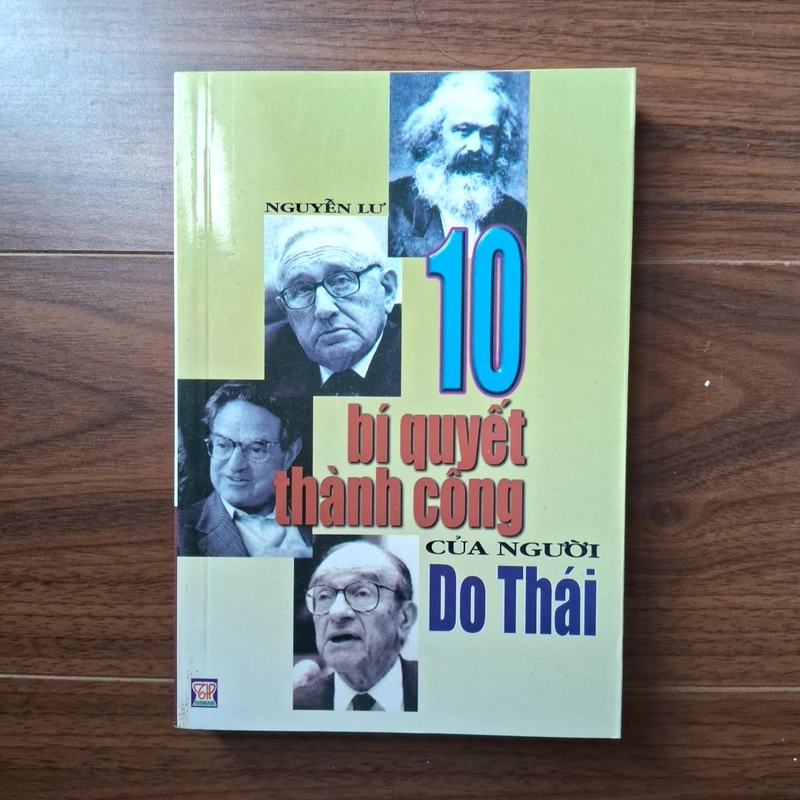 NGUYỄN LƯ
10
bí quyết
thành công
CỦA NGƯỜI
Do Thái